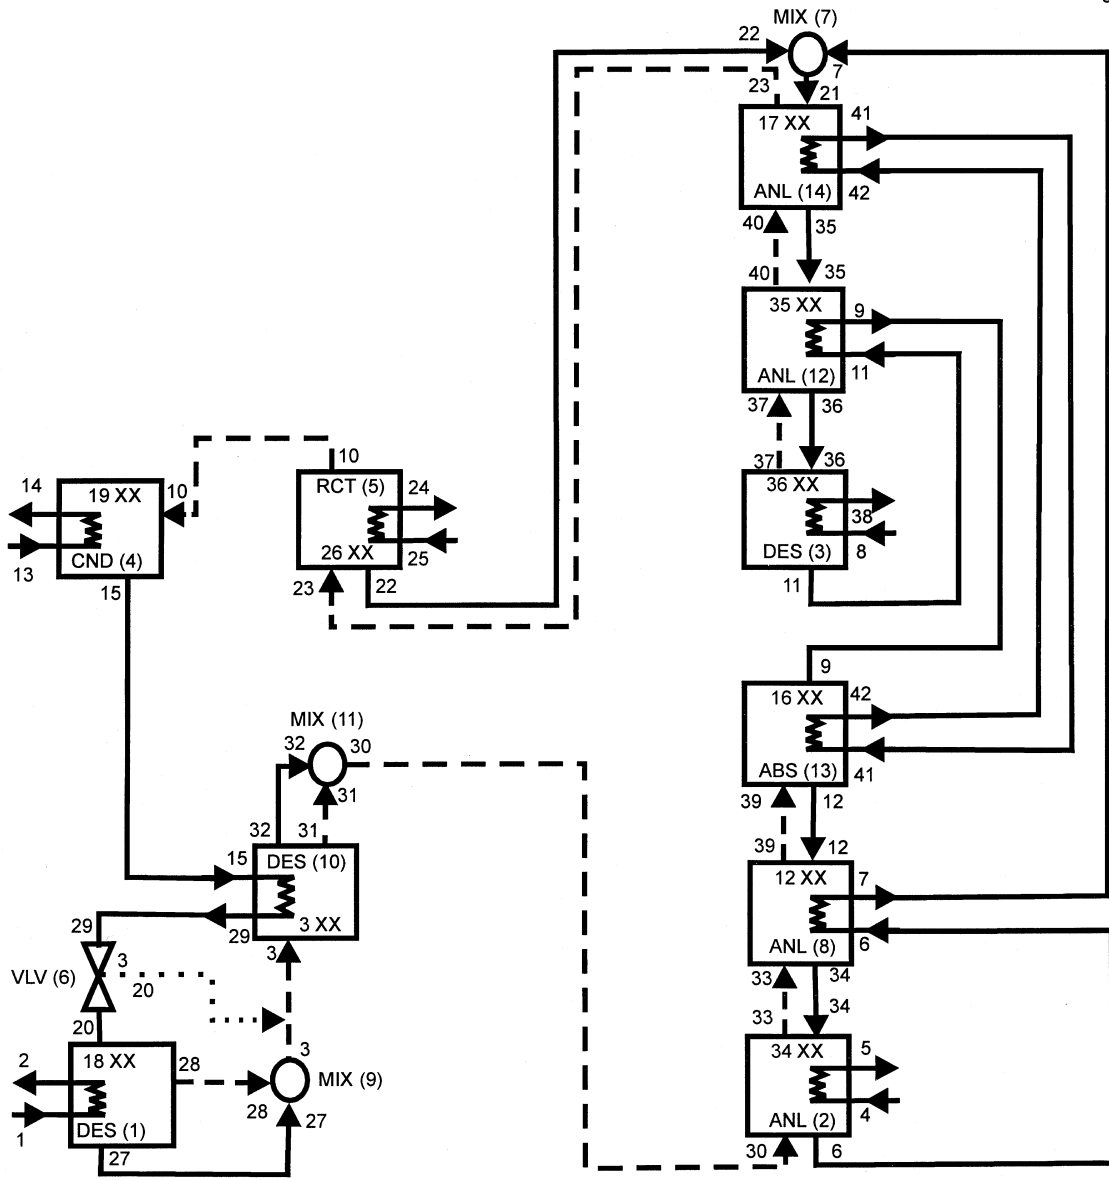 MIX (7)
22
7
23
21
17 XX
41
ANL (14)
42
40
35
40
35
35 XX
9
ANL (12)
11
37
36
37
36
36 XX
38
DES (3)
8
11
14
10
19 XX
CND (4)
13
15
10
RCT (5)
24
26 XX
25
23
22
9
16 XX
42
ABS (13)
41
39
12
39
12
12 XX
7
ANL (8)
6
33
34
33
34
34 XX
5
ANL (2)
4
30
6
MIX (11)
32
30
31
32
31
15
DES (10)
3 XX
29
29
3
VLV (6)
3
20
20
3
2
18 XX
28
MIX (9)
28
27
1
DES (1)
27